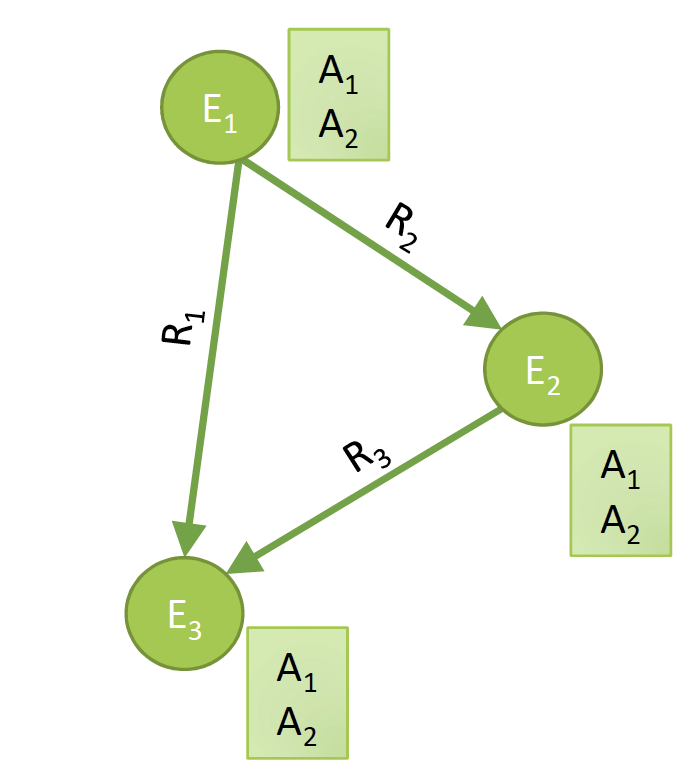 E₁
A₁
A₂
R₂
R₁
E₂
R₃
A₁
A₂
E₃
A₁
A₂